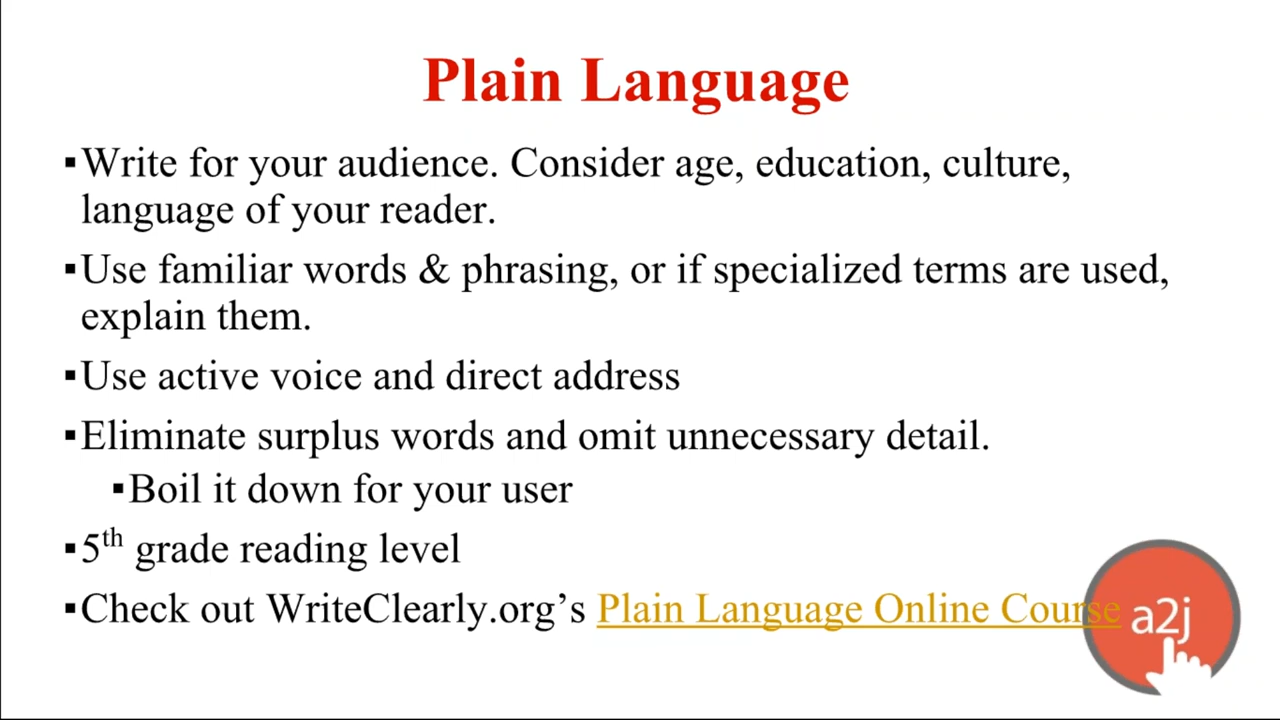 Plain Language
▪Write for your audience. Consider age, education, culture,
language of your reader.
▪Use familiar words & phrasing, or if specialized terms are used,
explain them.
▪Use active voice and direct address
▪Eliminate surplus words and omit unnecessary detail.
▪Boil it down for your user
▪5th grade reading level
▪Check out WriteClearly.org’s Plain Language Online Course
a2j